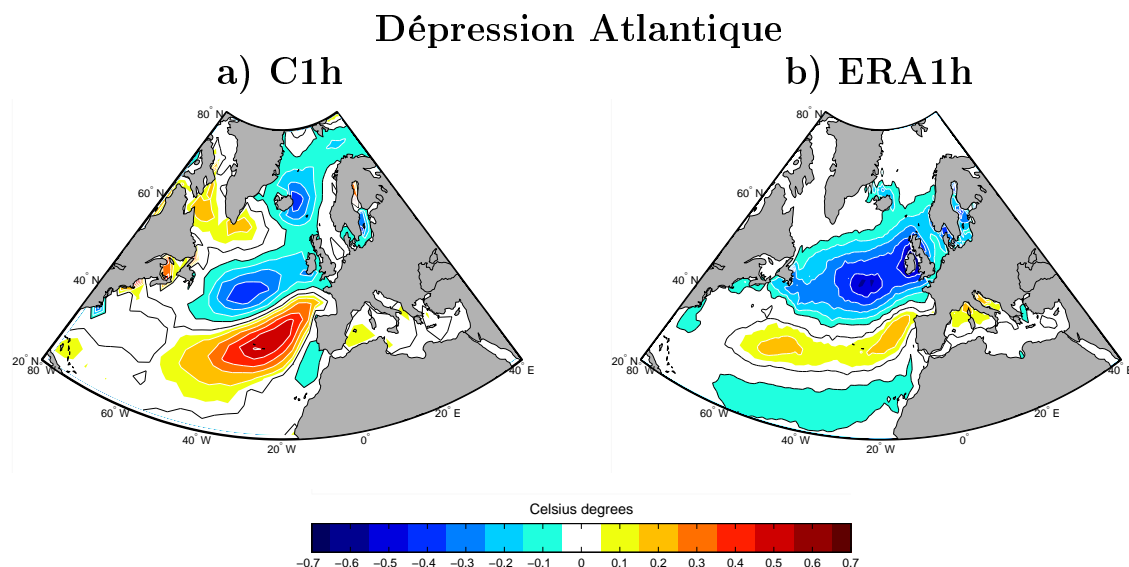 Dépression Atlantique
a) C1h b) ERA1h
80° N 80° N
60° N 60° N
40° N 40° N
20° N 20° N
80° W 40° E 80° W 40° E
60° W 20° E 60° W 20° E
40° W 0° 40° W 0°
20° W 20° W
Celsius degrees
−0.7 −0.6 −0.5 −0.4 −0.3 −0.2 −0.1 0 0.1 0.2 0.3 0.4 0.5 0.6 0.7